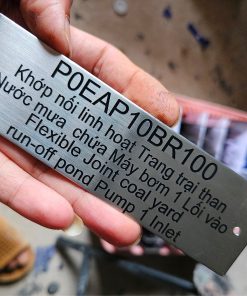 P0EAP10BR100
Khớp nối linh hoạt Trang trại than
Nước mưa chứa Máy bơm 1 Lối vào
Flexible Joint coal yard
run-off pond Pump 1 Inlet